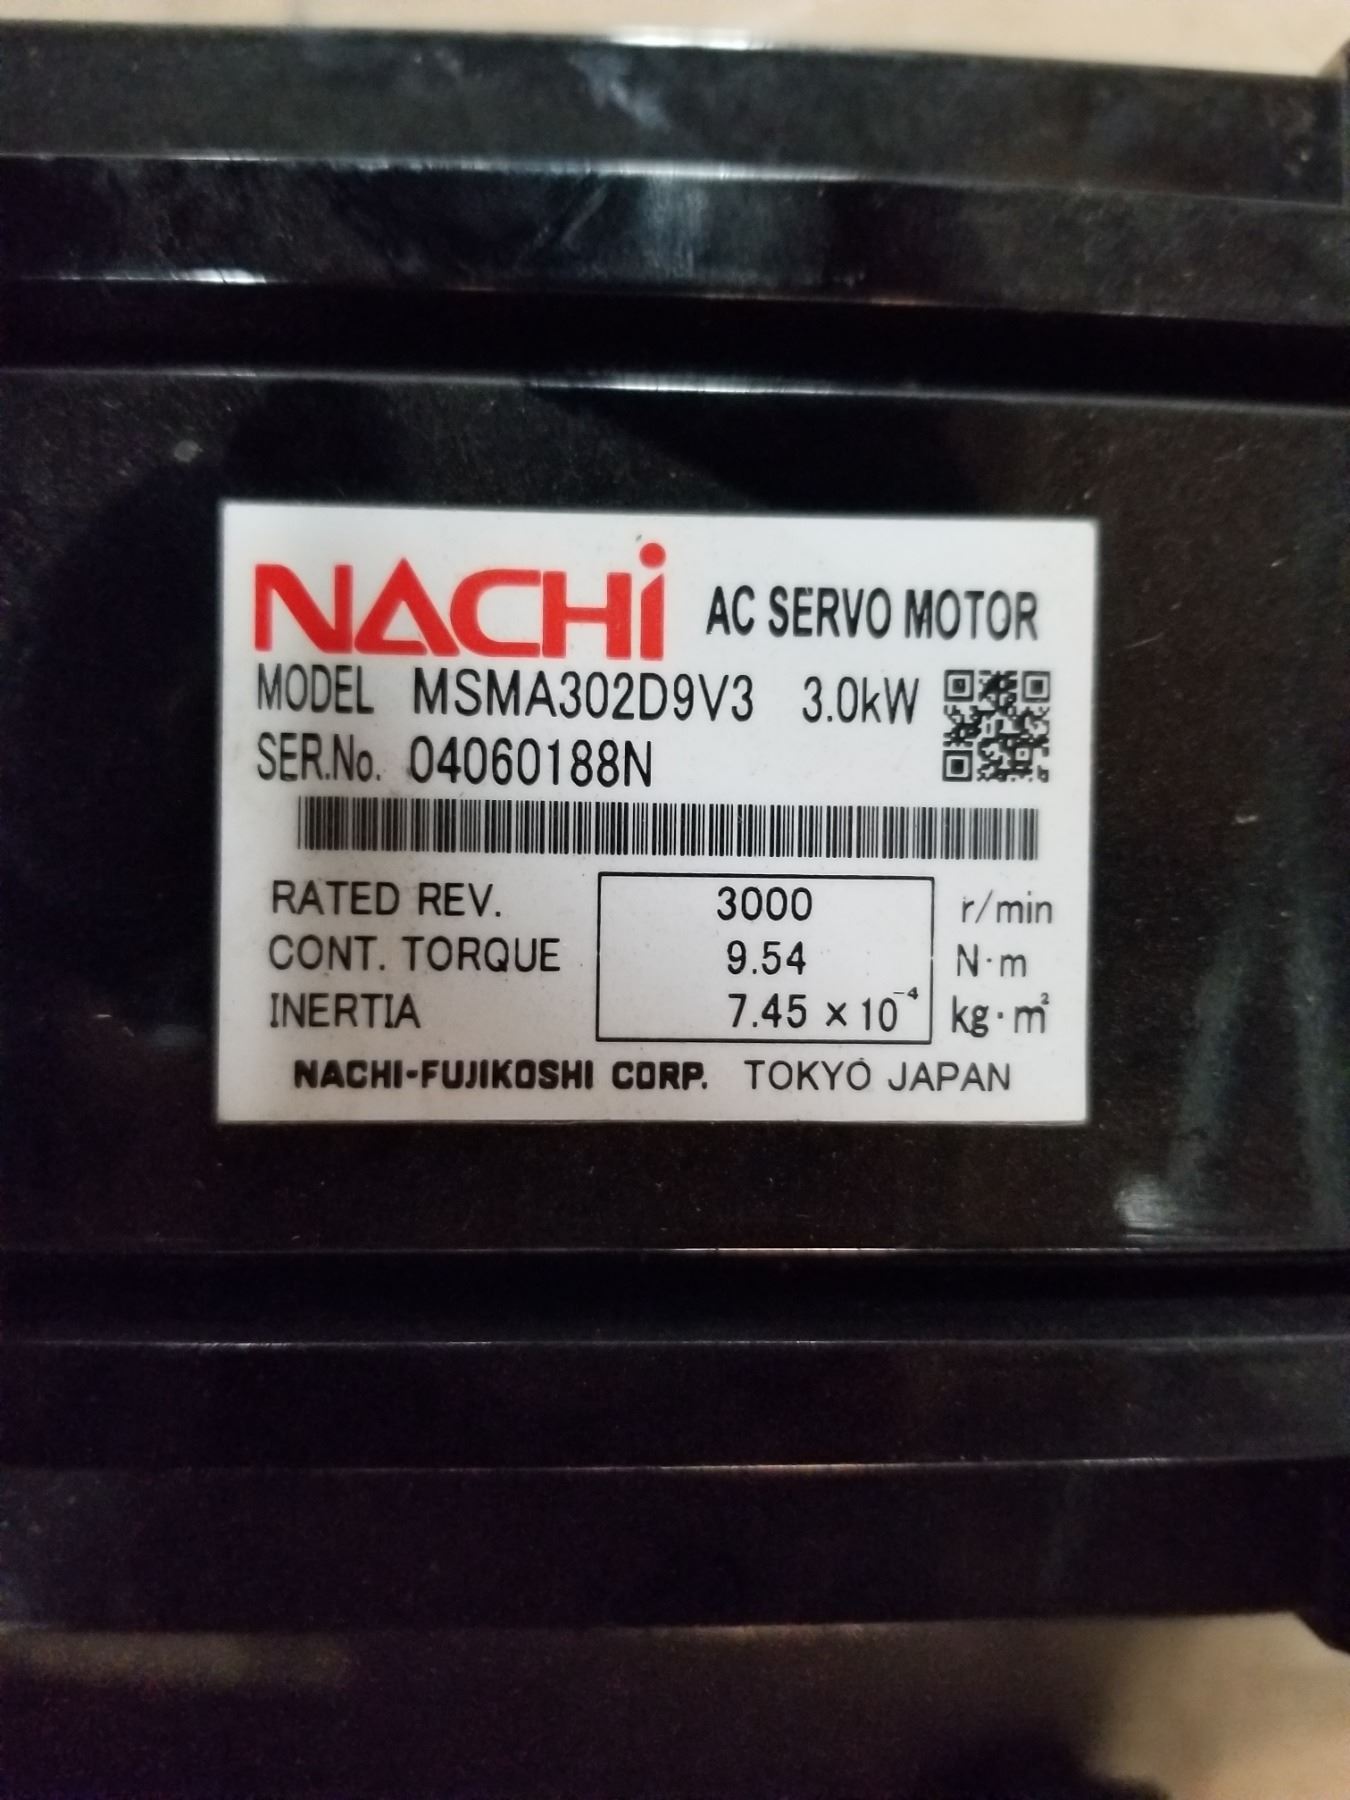 NACHi AC SERVO MOTOR
MODEL MSMA302D9V3 3.0kW
SER.No. 04060188N
RATED REV. 3000 r/min
CONT. TORQUE 9.54 N·m
INERTIA 7.45 × 10⁻⁴ kg·m²
NACHI-FUJIKOSHI CORP. TOKYO JAPAN